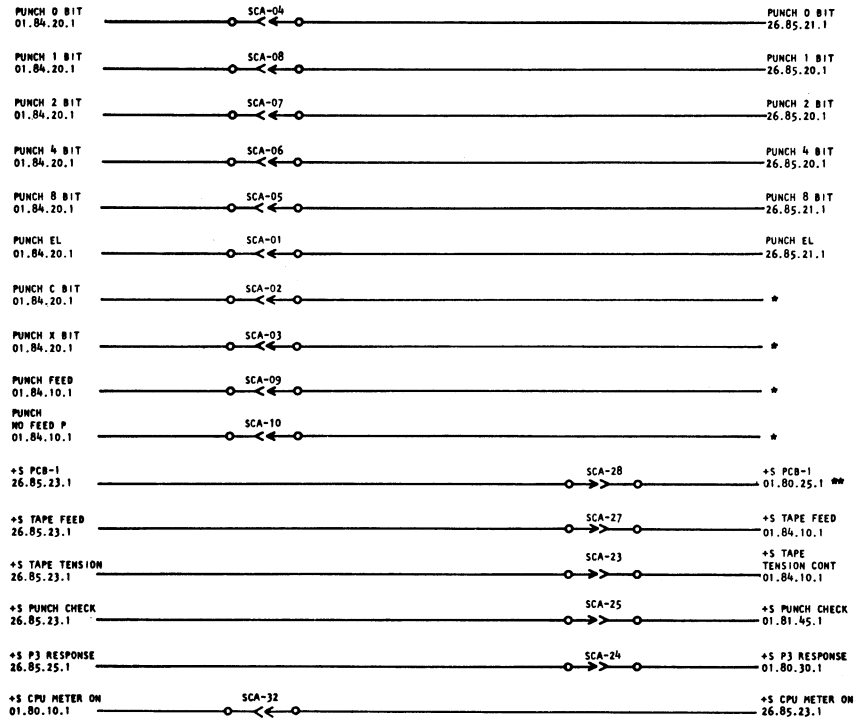 PUNCH 0 BIT SCA-04 PUNCH 0 BIT
01.84.20.1 26.85.21.1
PUNCH 1 BIT SCA-08 PUNCH 1 BIT
01.84.20.1 26.85.20.1
PUNCH 2 BIT SCA-07 PUNCH 2 BIT
01.84.20.1 26.85.20.1
PUNCH 4 BIT SCA-06 PUNCH 4 BIT
01.84.20.1 26.85.20.1
PUNCH 8 BIT SCA-05 PUNCH 8 BIT
01.84.20.1 26.85.21.1
PUNCH EL SCA-01 PUNCH EL
01.84.20.1 26.85.21.1
PUNCH C BIT SCA-02
01.84.20.1 *
PUNCH X BIT SCA-03
01.84.20.1 *
PUNCH FEED SCA-09
01.84.10.1 *
PUNCH
NO FEED P SCA-10
01.84.10.1 *
+S PCB-1 SCA-28 +S PCB-1
26.85.23.1 01.80.25.1 **
+S TAPE FEED SCA-27 +S TAPE FEED
26.85.23.1 01.84.10.1
+S TAPE TENSION SCA-23 +S TAPE
26.85.23.1 TENSION CONT
01.84.10.1
+S PUNCH CHECK SCA-25 +S PUNCH CHECK
26.85.23.1 01.81.45.1
+S P3 RESPONSE SCA-24 +S P3 RESPONSE
26.85.25.1 01.80.30.1
+S CPU METER ON SCA-32 +S CPU METER ON
01.80.10.1 26.85.23.1